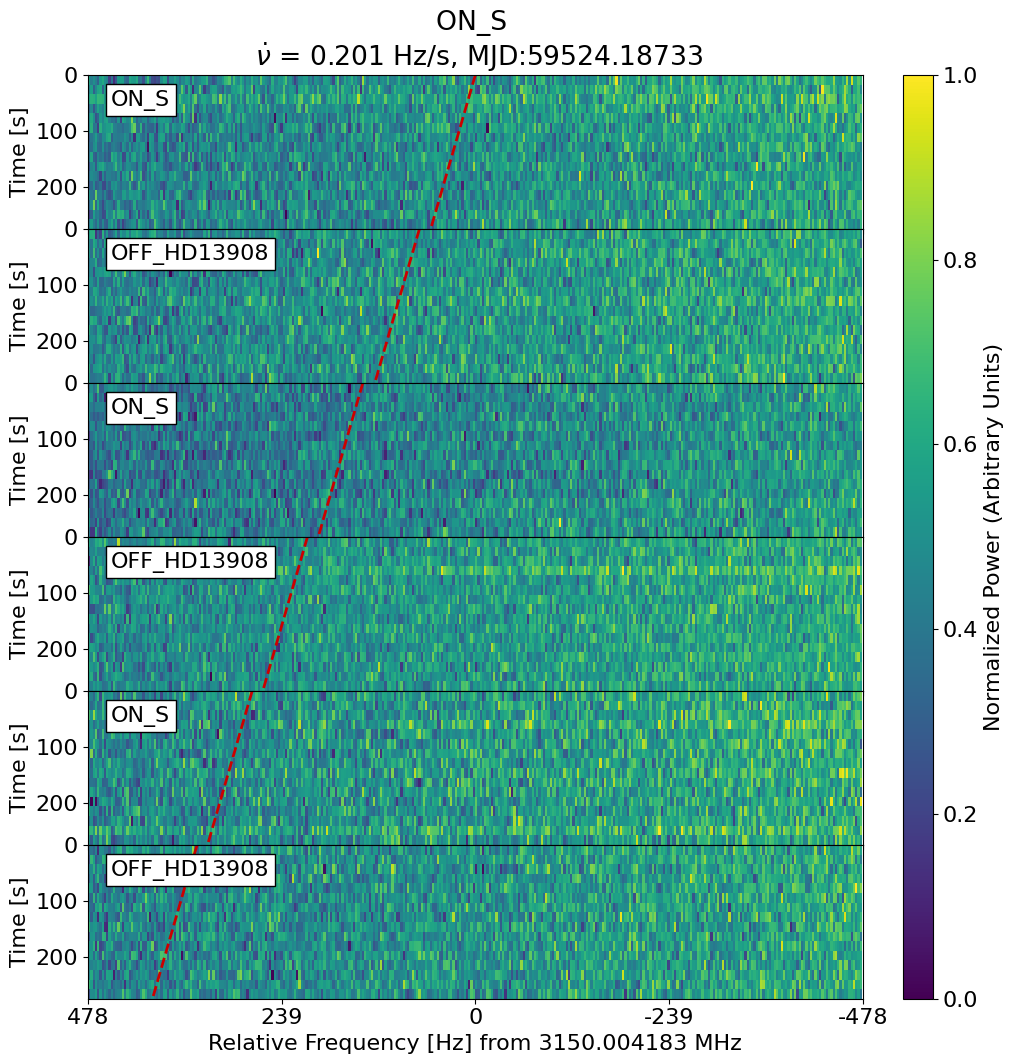 ON_S
ν̇ = 0.201 Hz/s, MJD:59524.18733
0
100
200
Time [s]
ON_S
0
100
200
Time [s]
OFF_HD13908
0
100
200
Time [s]
ON_S
0
100
200
Time [s]
OFF_HD13908
0
100
200
Time [s]
ON_S
0
100
200
Time [s]
OFF_HD13908
478 239 0 -239 -478
Relative Frequency [Hz] from 3150.004183 MHz
1.0
0.8
0.6
0.4
0.2
0.0
Normalized Power (Arbitrary Units)